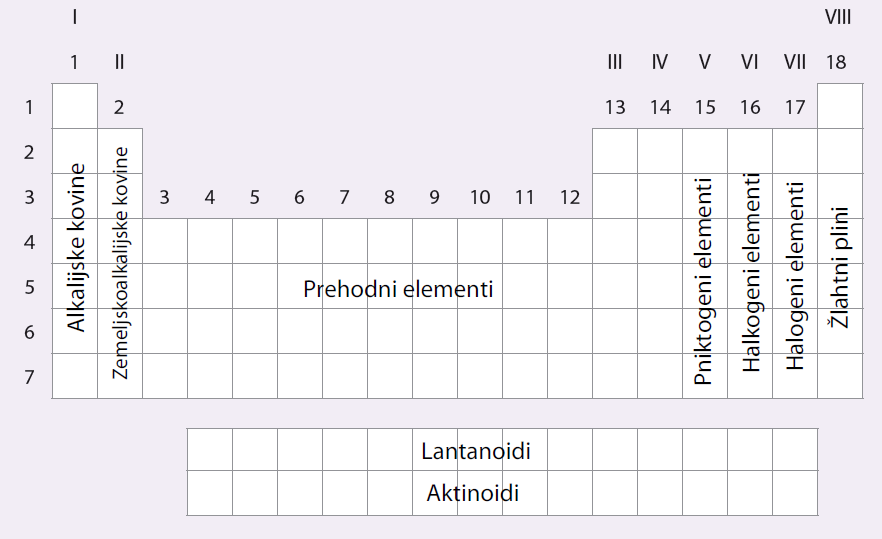 I VIII
1 II III IV V VI VII 18
1 2 13 14 15 16 17
2
3 3 4 5 6 7 8 9 10 11 12
4
5
6
7
Alkalijske kovine
Zemeljskoalkalijske kovine
Prehodni elementi
Pniktogeni elementi
Halkogeni elementi
Halogeni elementi
Žlahtni plini
Lantanoidi
Aktinoidi